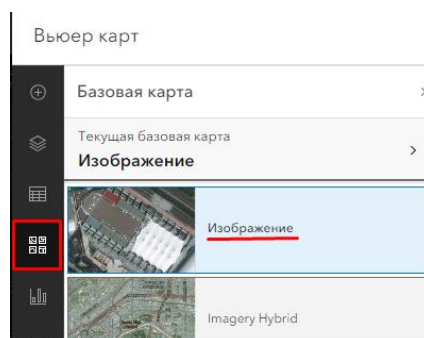 Вьюер карт
Базовая карта
Текущая базовая карта
Изображение
Изображение
Imagery Hybrid